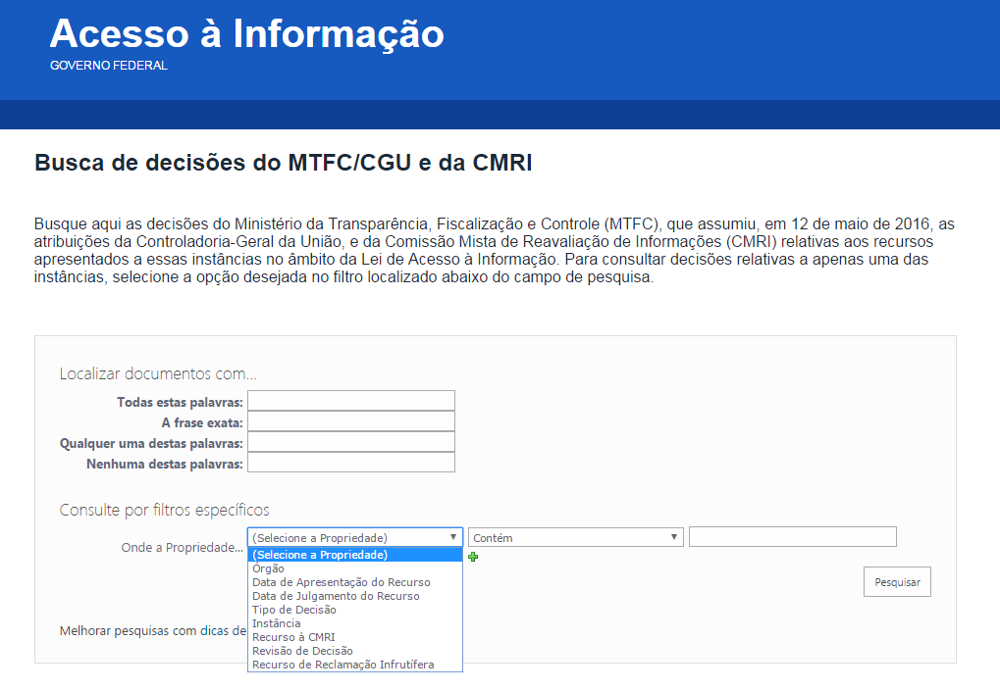 Acesso à Informação
GOVERNO FEDERAL
Busca de decisões do MTFC/CGU e da CMRI
Busque aqui as decisões do Ministério da Transparência, Fiscalização e Controle (MTFC), que assumiu, em 12 de maio de 2016, as
atribuições da Controladoria-Geral da União, e da Comissão Mista de Reavaliação de Informações (CMRI) relativas aos recursos
apresentados a essas instâncias no âmbito da Lei de Acesso à Informação. Para consultar decisões relativas a apenas uma das
instâncias, selecione a opção desejada no filtro localizado abaixo do campo de pesquisa.
Localizar documentos com...
Todas estas palavras:
A frase exata:
Qualquer uma destas palavras:
Nenhuma destas palavras:
Consulte por filtros específicos
Onde a Propriedade... (Selecione a Propriedade) Contém
(Selecione a Propriedade)
Órgão
Data de Apresentação do Recurso
Data de Julgamento do Recurso
Tipo de Decisão
Instância
Recurso à CMRI
Revisão de Decisão
Recurso de Reclamação Infrutífera
Pesquisar
Melhorar pesquisas com dicas de